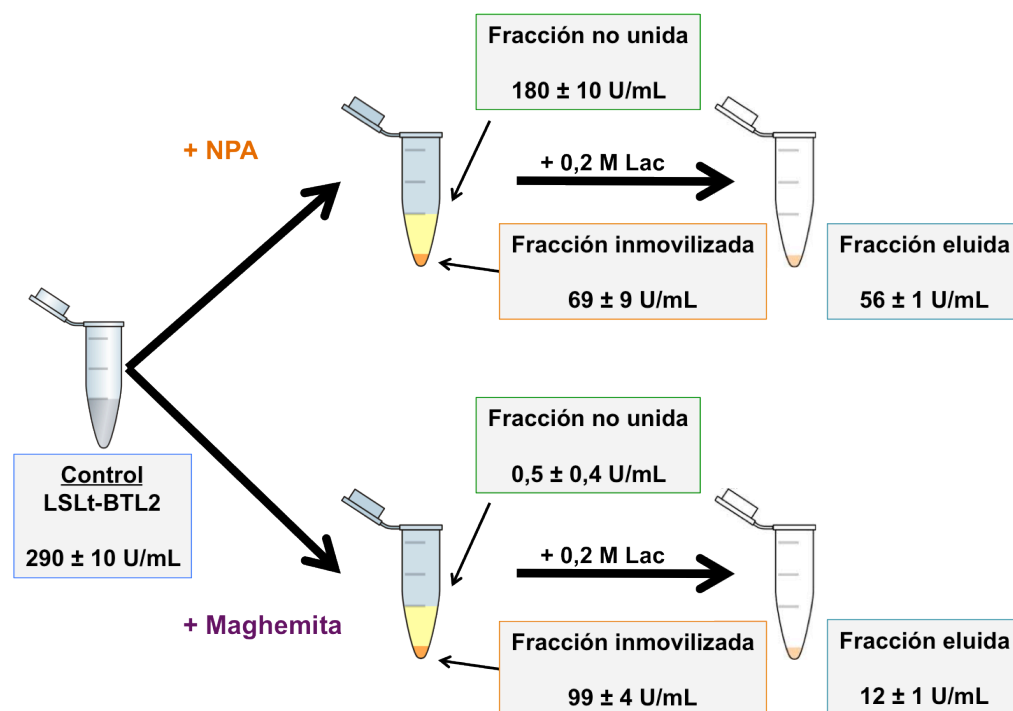 Fracción no unida
180 ± 10 U/mL
+ NPA
+ 0,2 M Lac
Fracción inmovilizada
69 ± 9 U/mL
Fracción eluida
56 ± 1 U/mL
Control
LSLt-BTL2
290 ± 10 U/mL
Fracción no unida
0,5 ± 0,4 U/mL
+ 0,2 M Lac
+ Maghemita
Fracción inmovilizada
99 ± 4 U/mL
Fracción eluida
12 ± 1 U/mL